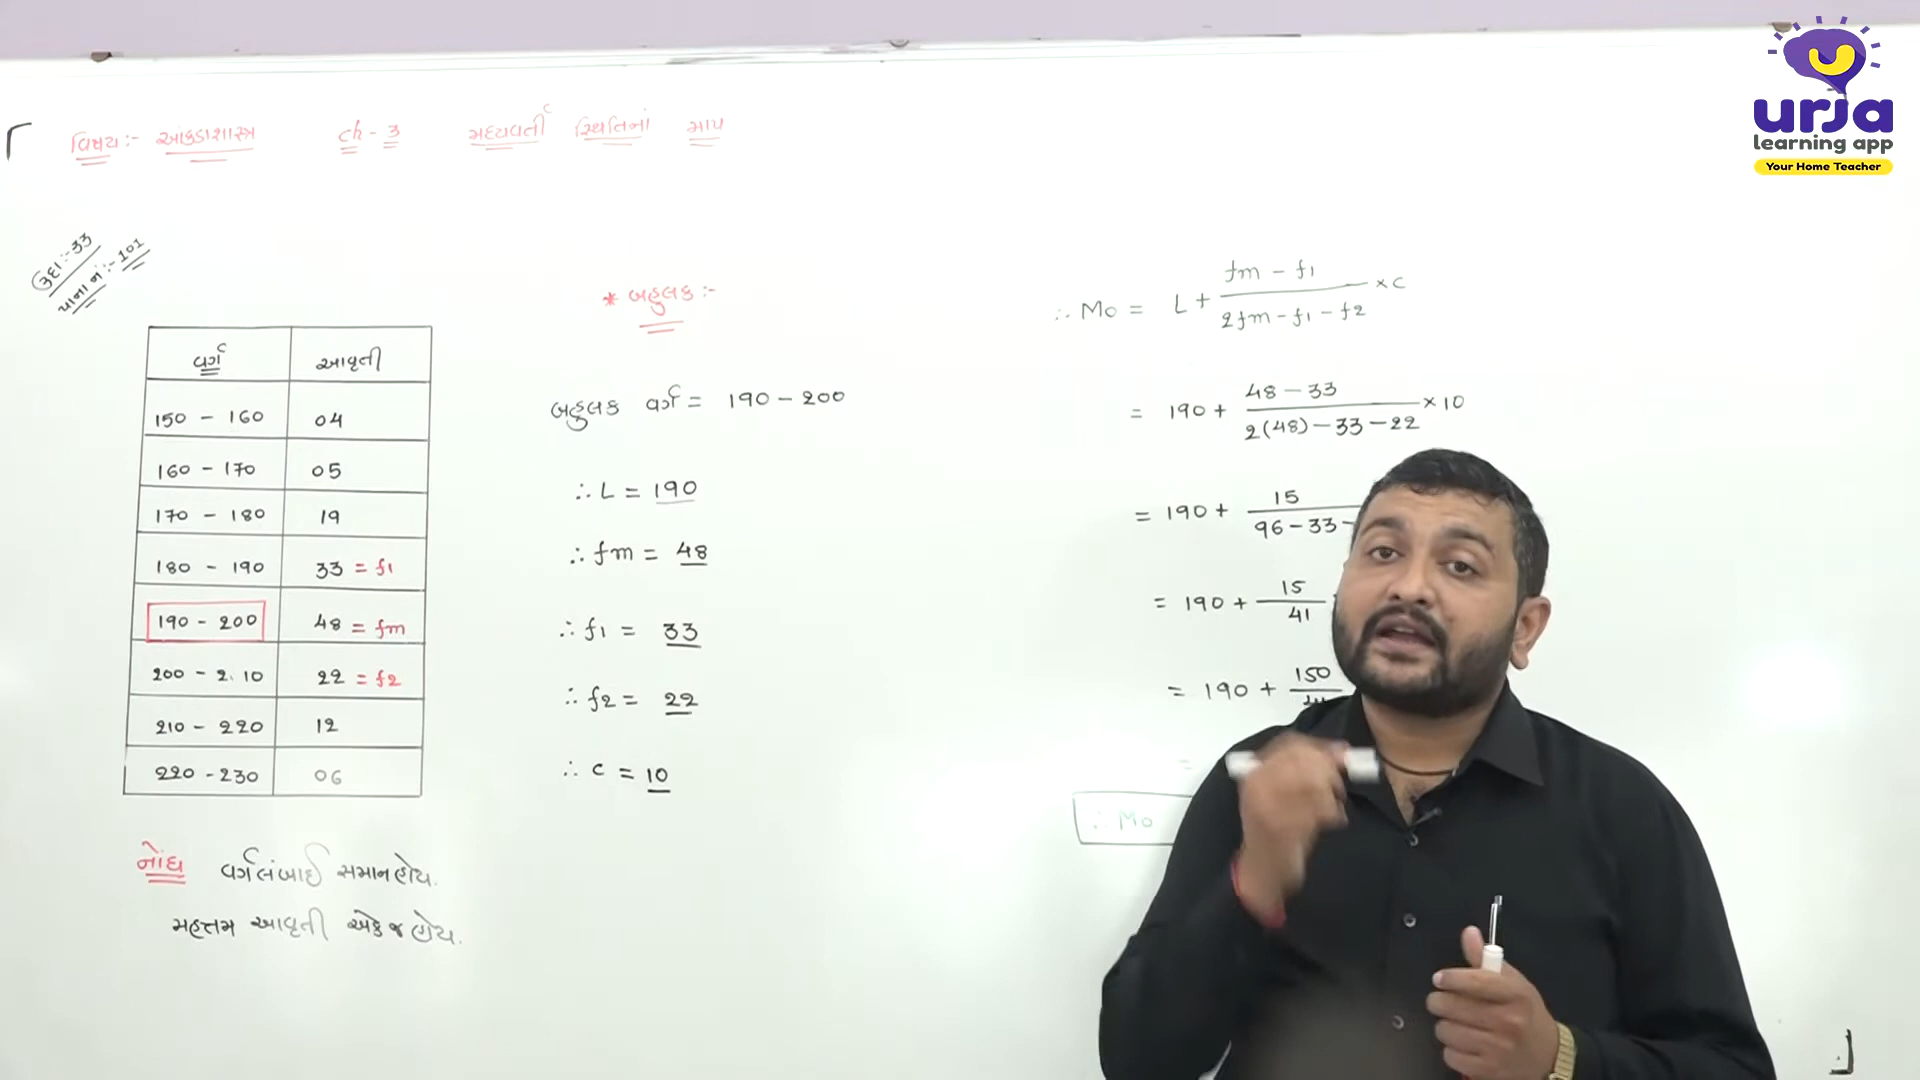 વિષય:- આંકડાશાસ્ત્ર ch - ૩ મધ્યવર્તી સ્થિતિનાં માપ
urja
learning app
Your Home Teacher
ઉદા:-33
પાના નં:-101
વર્ગ આવૃતી
150 - 160 04
160 - 170 05
170 - 180 19
180 - 190 33 = f1
190 - 200 48 = fm
200 - 210 22 = f2
210 - 220 12
220 - 230 06
નોંધ વર્ગલંબાઈ સમાન હોય.
મહત્તમ આવૃતી એક જ હોય.
* બહુલક :-
બહુલક વર્ગ = 190 - 200
∴ L = 190
∴ fm = 48
∴ f1 = 33
∴ f2 = 22
∴ c = 10
∴ Mo = L + fm - f1 / 2fm - f1 - f2 × c
= 190 + 48 - 33 / 2(48) - 33 - 22 × 10
= 190 + 15 / 96 - 33 -
= 190 + 15 / 41
= 190 + 150 /
=
∴ Mo